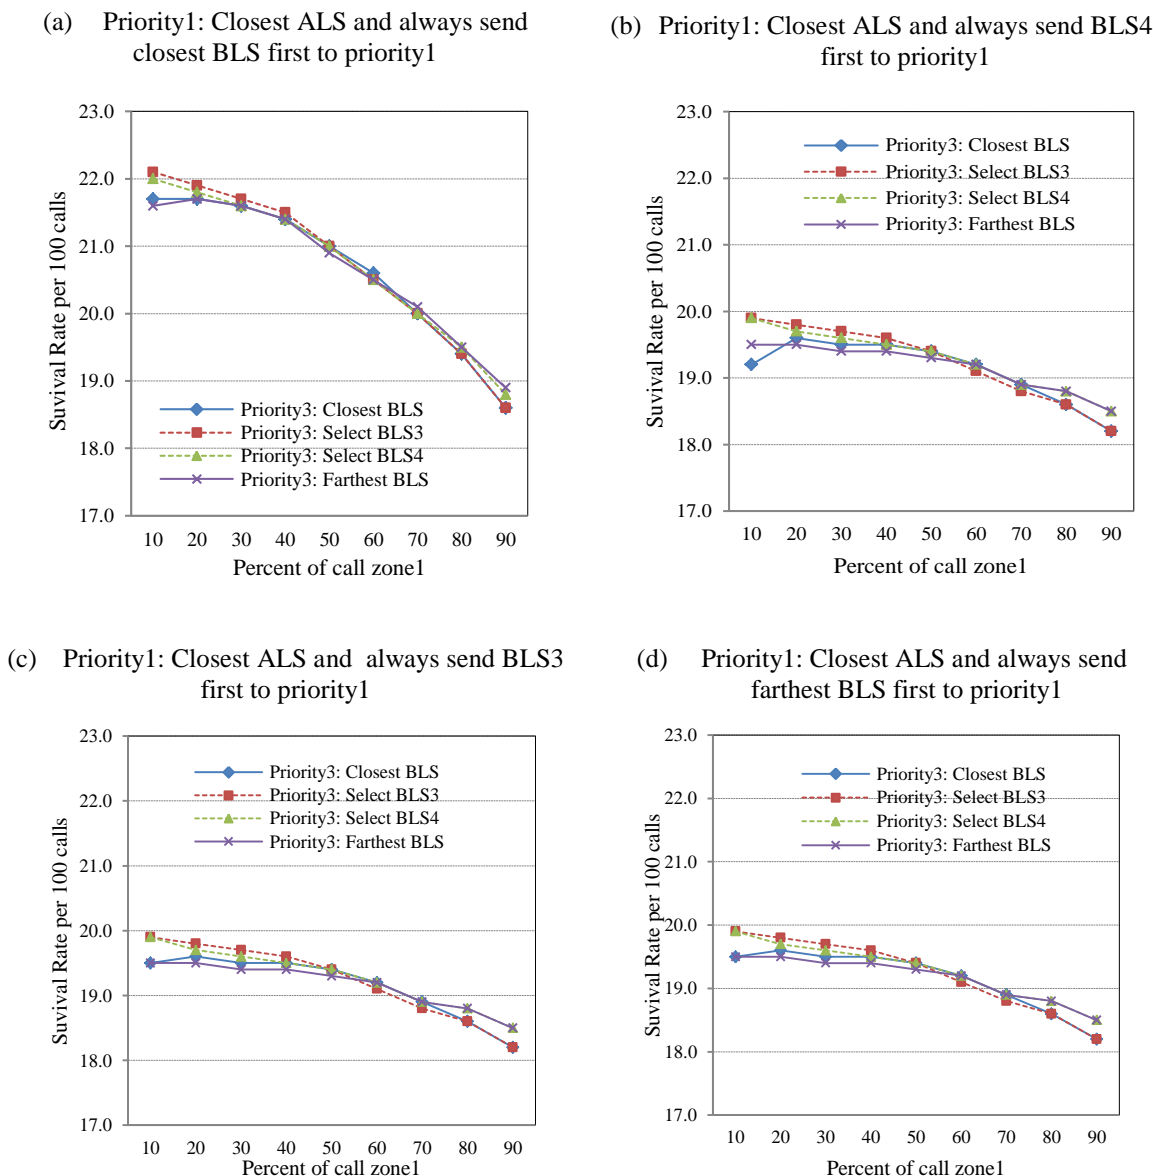 (a) Priority1: Closest ALS and always send
closest BLS first to priority1
Suvival Rate per 100 calls
23.0
22.0
21.0
20.0
19.0
18.0
17.0
Priority3: Closest BLS
Priority3: Select BLS3
Priority3: Select BLS4
Priority3: Farthest BLS
10 20 30 40 50 60 70 80 90
Percent of call zone1
(b) Priority1: Closest ALS and always send BLS4
first to priority1
Suvival Rate per 100 calls
23.0
22.0
21.0
20.0
19.0
18.0
17.0
Priority3: Closest BLS
Priority3: Select BLS3
Priority3: Select BLS4
Priority3: Farthest BLS
10 20 30 40 50 60 70 80 90
Percent of call zone1
(c) Priority1: Closest ALS and always send BLS3
first to priority1
Suvival Rate per 100 calls
23.0
22.0
21.0
20.0
19.0
18.0
17.0
Priority3: Closest BLS
Priority3: Select BLS3
Priority3: Select BLS4
Priority3: Farthest BLS
10 20 30 40 50 60 70 80 90
Percent of call zone1
(d) Priority1: Closest ALS and always send
farthest BLS first to priority1
Suvival Rate per 100 calls
23.0
22.0
21.0
20.0
19.0
18.0
17.0
Priority3: Closest BLS
Priority3: Select BLS3
Priority3: Select BLS4
Priority3: Farthest BLS
10 20 30 40 50 60 70 80 90
Percent of call zone1